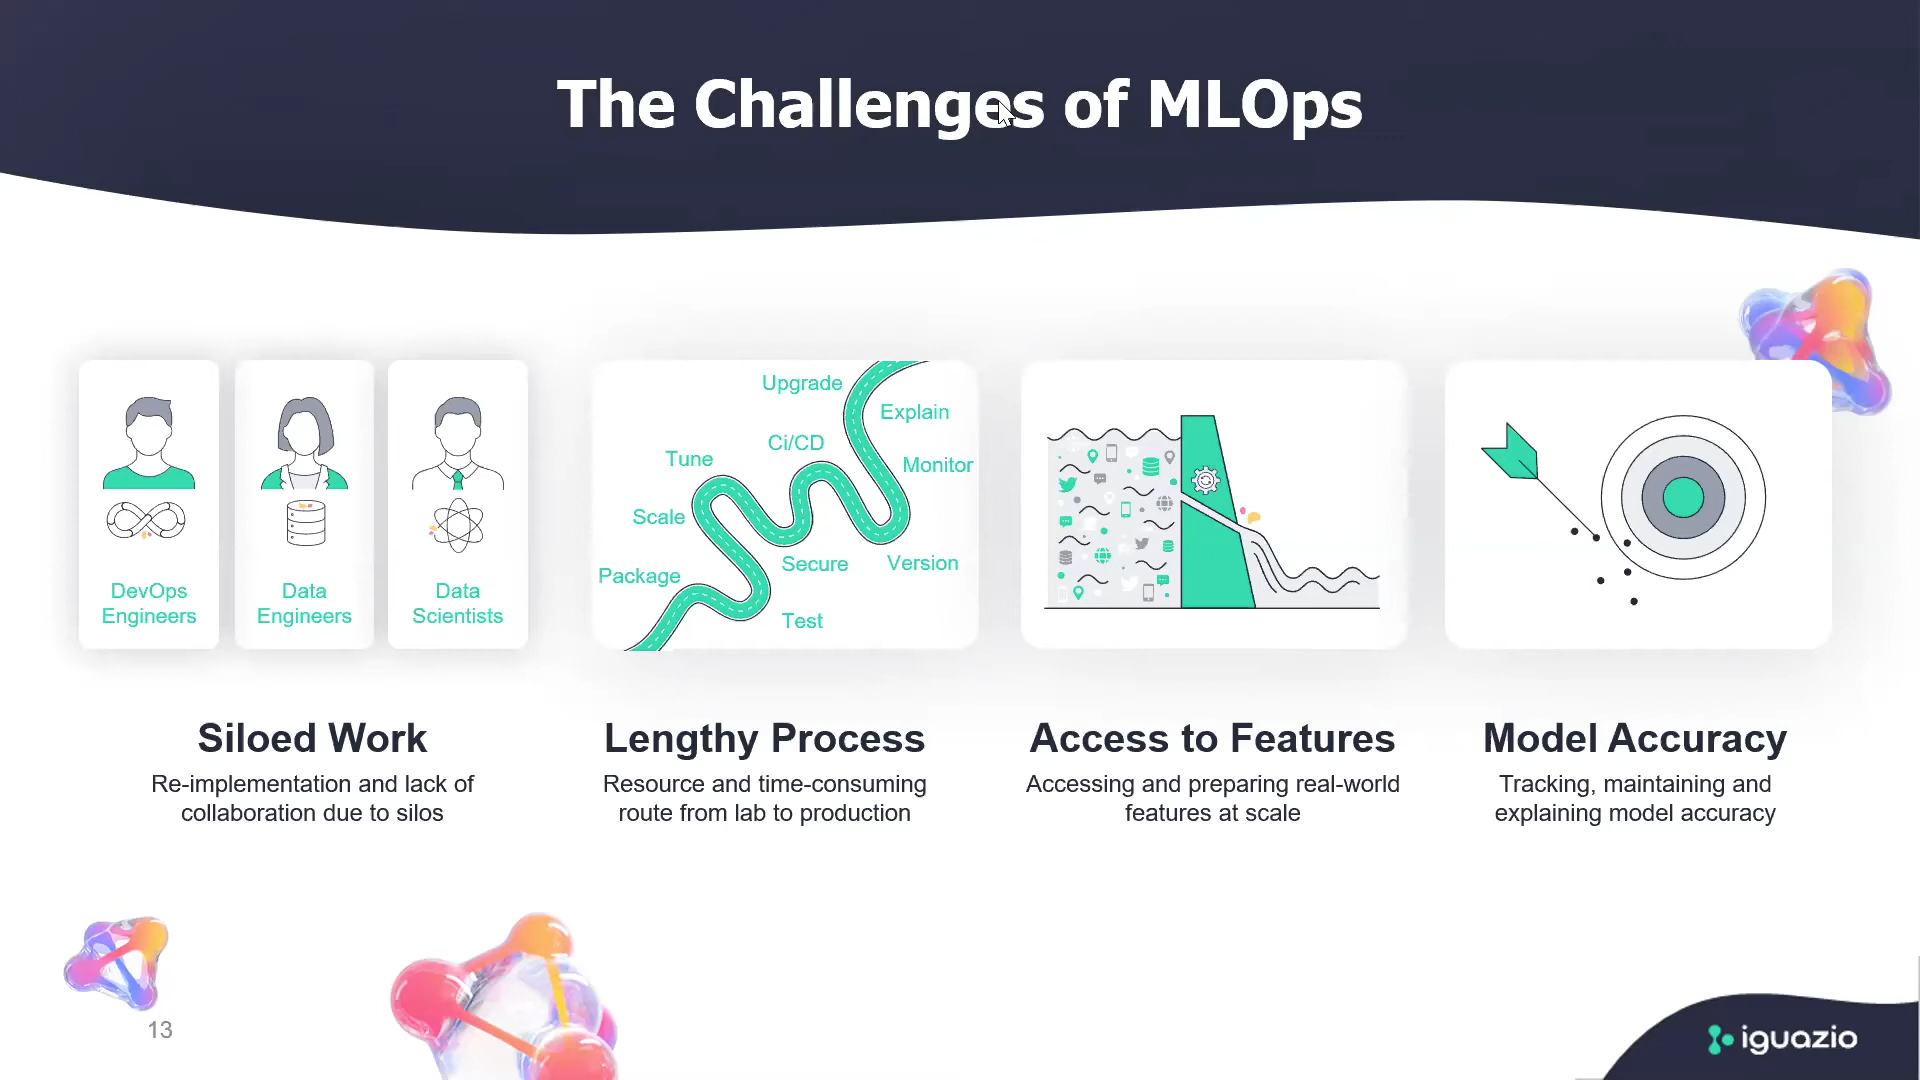 The Challenges of MLOps
DevOps
Engineers
Data
Engineers
Data
Scientists
Siloed Work
Re-implementation and lack of
collaboration due to silos
Upgrade
Explain
Ci/CD
Tune
Monitor
Scale
Secure
Version
Package
Test
Lengthy Process
Resource and time-consuming
route from lab to production
Access to Features
Accessing and preparing real-world
features at scale
Model Accuracy
Tracking, maintaining and
explaining model accuracy
13
iguazio